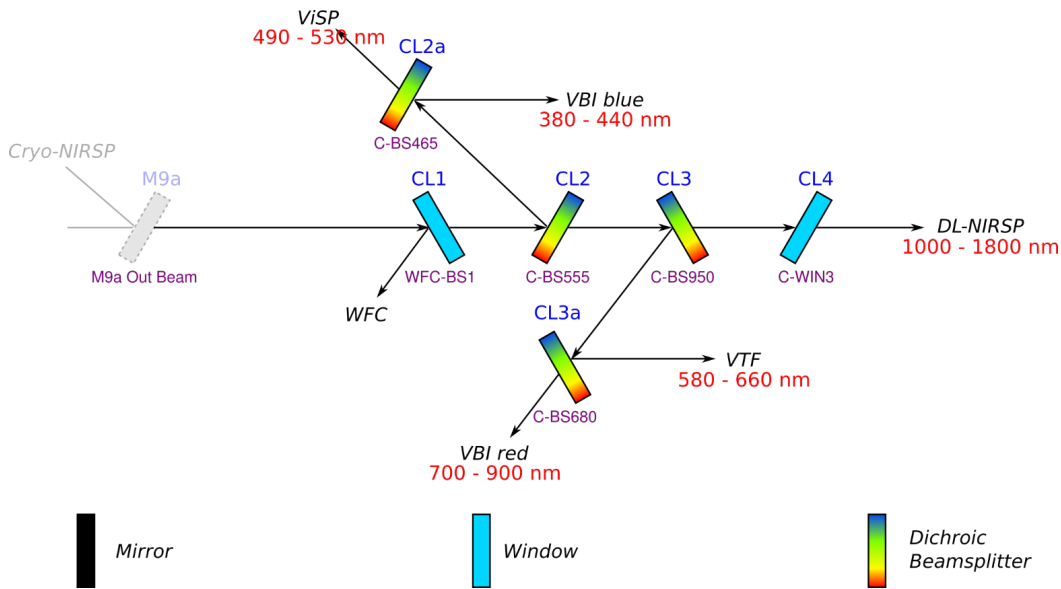 ViSP
490 - 530 nm
CL2a
VBI blue
380 - 440 nm
C-BS465
Cryo-NIRSP
M9a
CL1
CL2
CL3
CL4
DL-NIRSP
1000 - 1800 nm
M9a Out Beam
WFC-BS1
C-BS555
C-BS950
C-WIN3
WFC
CL3a
VTF
580 - 660 nm
C-BS680
VBI red
700 - 900 nm
Mirror
Window
Dichroic
Beamsplitter